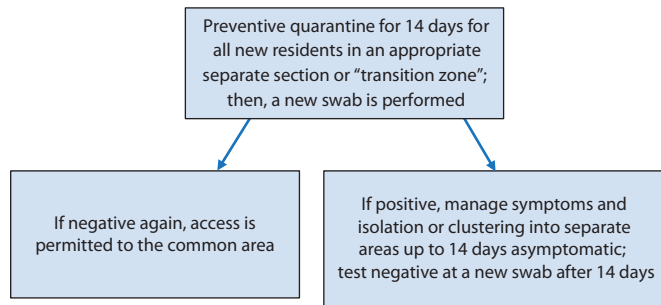 Preventive quarantine for 14 days for
all new residents in an appropriate
separate section or “transition zone”;
then, a new swab is performed
If negative again, access is
permitted to the common area
If positive, manage symptoms and
isolation or clustering into separate
areas up to 14 days asymptomatic;
test negative at a new swab after 14 days